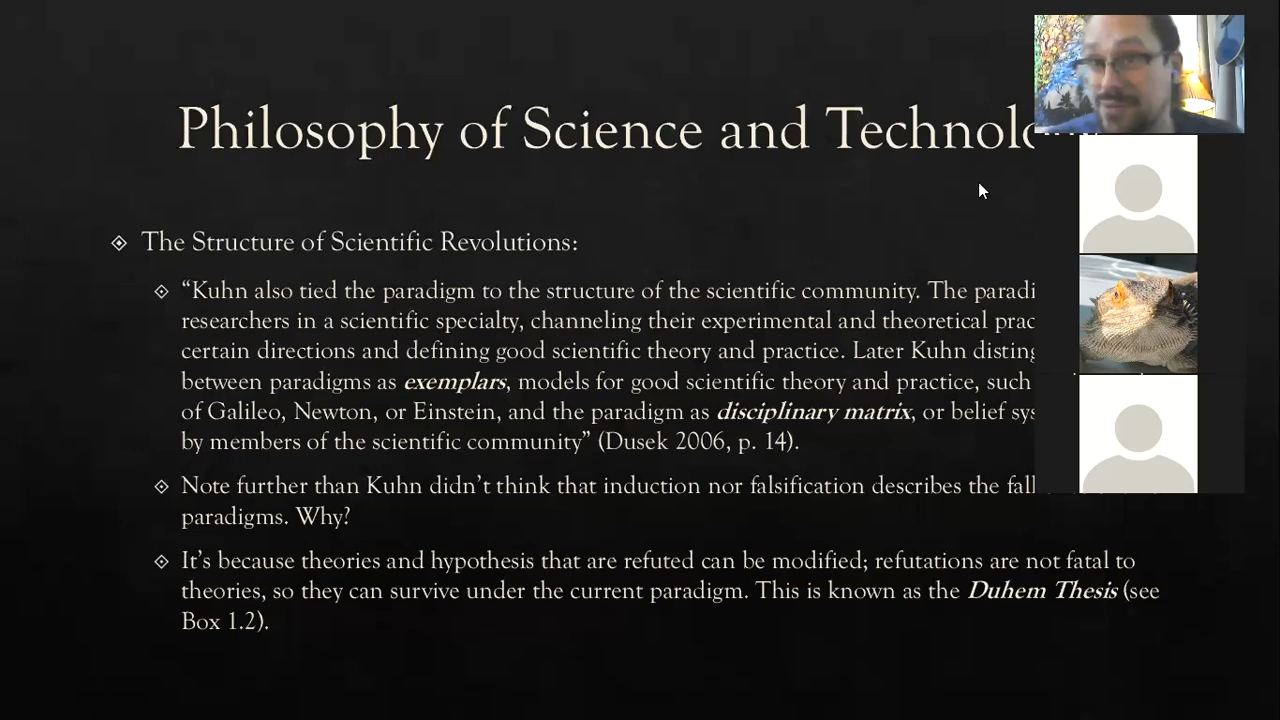 Philosophy of Science and
The Structure of Scientific Revolutions:
“Kuhn also tied the paradigm to the structure of the scientific community. The
researchers in a scientific specialty, channeling their experimental and theoretical
certain directions and defining good scientific theory and practice. Later Kuhn
between paradigms as exemplars, models for good scientific theory and practice, such
of Galileo, Newton, or Einstein, and the paradigm as disciplinary matrix, or belief
by members of the scientific community” (Dusek 2006, p. 14).
Note further than Kuhn didn’t think that induction nor falsification describes the
paradigms. Why?
It’s because theories and hypothesis that are refuted can be modified; refutations are not fatal to
theories, so they can survive under the current paradigm. This is known as the Duhem Thesis (see
Box 1.2).